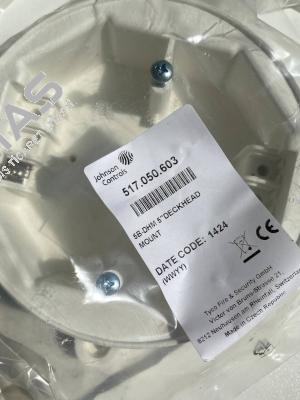 Johnson
Controls
517.050.603
5B.DHM 5"DECKHEAD
MOUNT
DATE CODE: 1424
(WWYY)
Tyco Fire & Security GmbH
Victor von Bruns-Strasse 21
8212 Neuhausen am Rheinfall, Switzerland
Made in Czech Republic